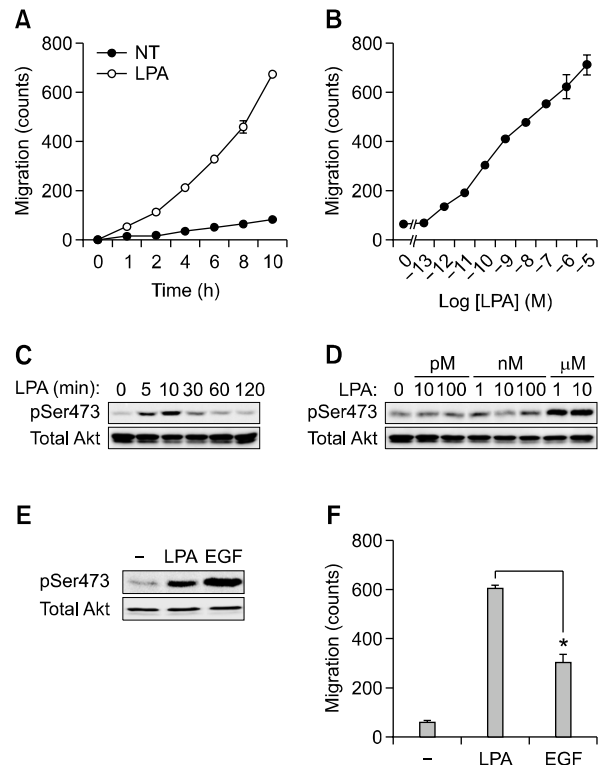 A
NT
LPA
Migration (counts)
800
600
400
200
0
0 1 2 4 6 8 10
Time (h)
B
Migration (counts)
800
600
400
200
0
0 −13 −12 −11 −10 −9 −8 −7 −6 −5
Log [LPA] (M)
C
LPA (min): 0 5 10 30 60 120
pSer473
Total Akt
D
pM nM μM
LPA: 0 10 100 1 10 100 1 10
pSer473
Total Akt
E
− LPA EGF
pSer473
Total Akt
F
Migration (counts)
800
600
400
200
0
*
− LPA EGF